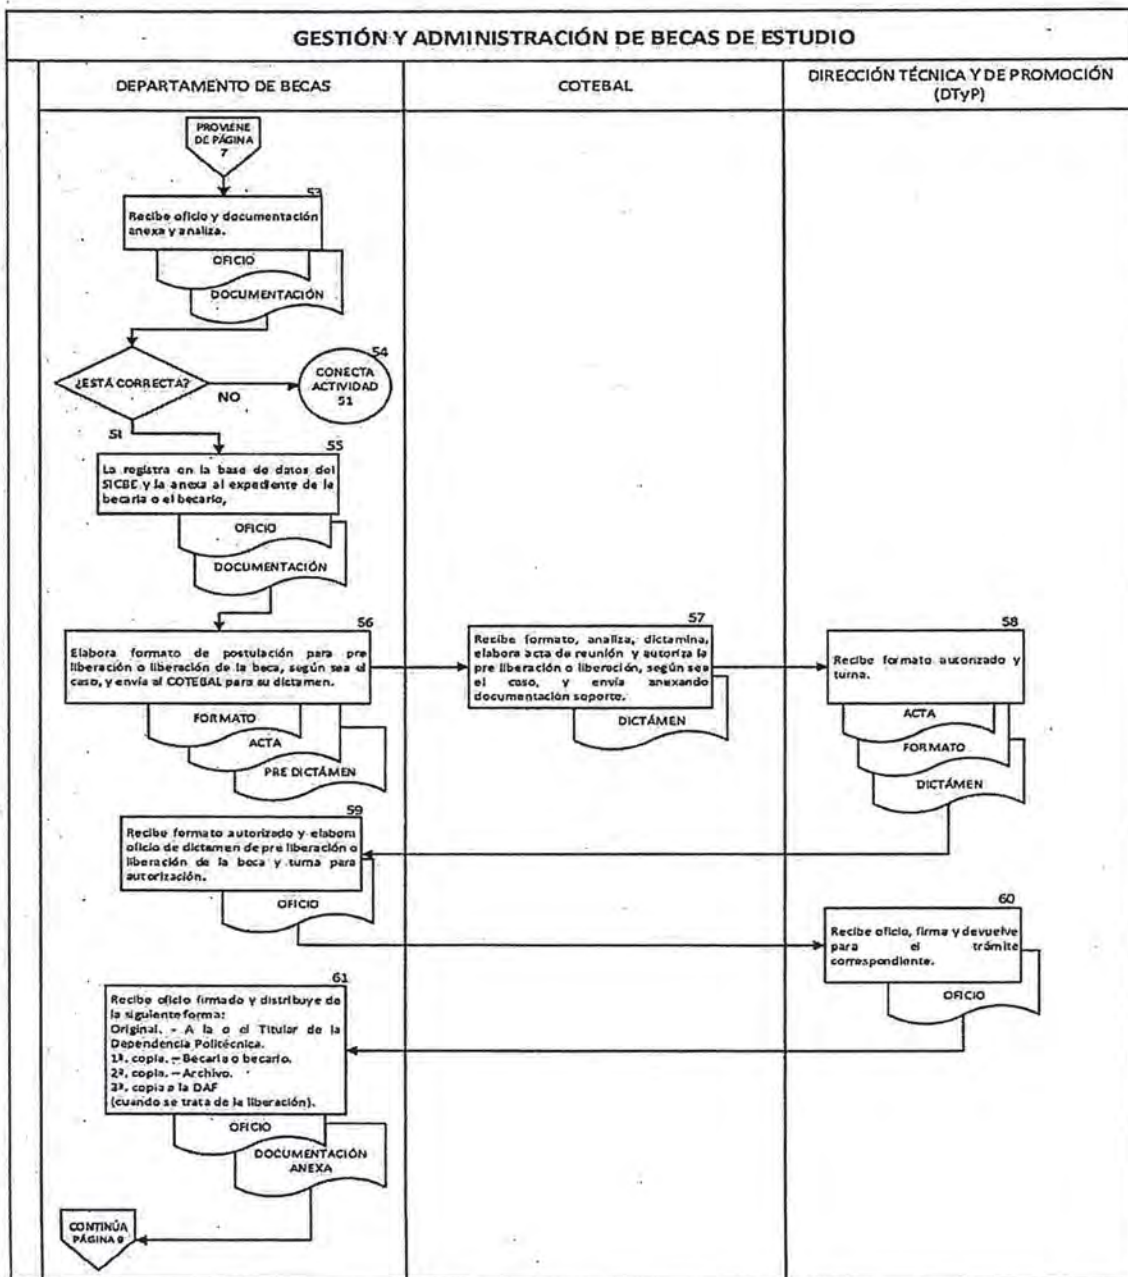 GESTIÓN Y ADMINISTRACIÓN DE BECAS DE ESTUDIO
DEPARTAMENTO DE BECAS
COTEBAL
DIRECCIÓN TÉCNICA Y DE PROMOCIÓN
(DTyP)
PROVIENE
DE PÁGINA
7
53
Recibe oficio y documentación
anexa y analiza.
OFICIO
DOCUMENTACIÓN
¿ESTÁ CORRECTA?
NO
54
CONECTA
ACTIVIDAD
51
SI
55
La registra en la base de datos del
SICBE y la anexa al expediente de la
becaria o el becario,
OFICIO
DOCUMENTACIÓN
56
Elabora formato de postulación para pre
liberación o liberación de la beca, según sea el
caso, y envía al COTEBAL para su dictamen.
FORMATO
ACTA
PRE DICTÁMEN
57
Recibe formato, analiza, dictamina,
elabora acta de reunión y autoriza la
pre liberación o liberación, según sea
el caso, y envía anexando
documentación soporte.
DICTÁMEN
58
Recibe formato autorizado y
turna.
ACTA
FORMATO
DICTÁMEN
59
Recibe formato autorizado y elabora
oficio de dictamen de pre liberación o
liberación de la beca y turna para
autorización.
OFICIO
60
Recibe oficio, firma y devuelve
para el trámite
correspondiente.
OFICIO
61
Recibe oficio firmado y distribuye de
la siguiente forma:
Original. - A la o el Titular de la
Dependencia Politécnica.
1ª. copia. – Becaria o becario.
2ª. copia. – Archivo.
3ª. copia a la DAF
(cuando se trata de la liberación).
OFICIO
DOCUMENTACIÓN
ANEXA
CONTINÚA
PÁGINA 9